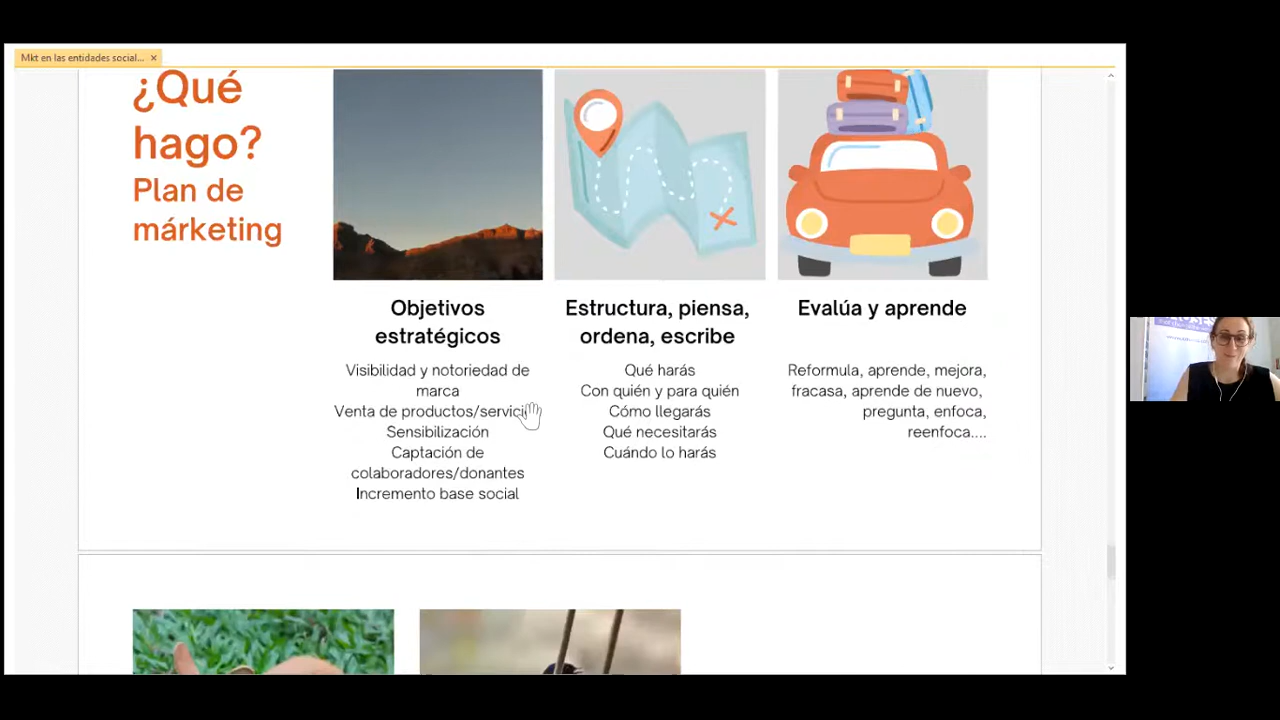 Mkt en las entidades social...
¿Qué
hago?
Plan de
márketing
Objetivos
estratégicos
Visibilidad y notoriedad de
marca
Venta de productos/servici
Sensibilización
Captación de
colaboradores/donantes
Incremento base social
Estructura, piensa,
ordena, escribe
Qué harás
Con quién y para quién
Cómo llegarás
Qué necesitarás
Cuándo lo harás
Evalúa y aprende
Reformula, aprende, mejora,
fracasa, aprende de nuevo,
pregunta, enfoca,
reenfoca....